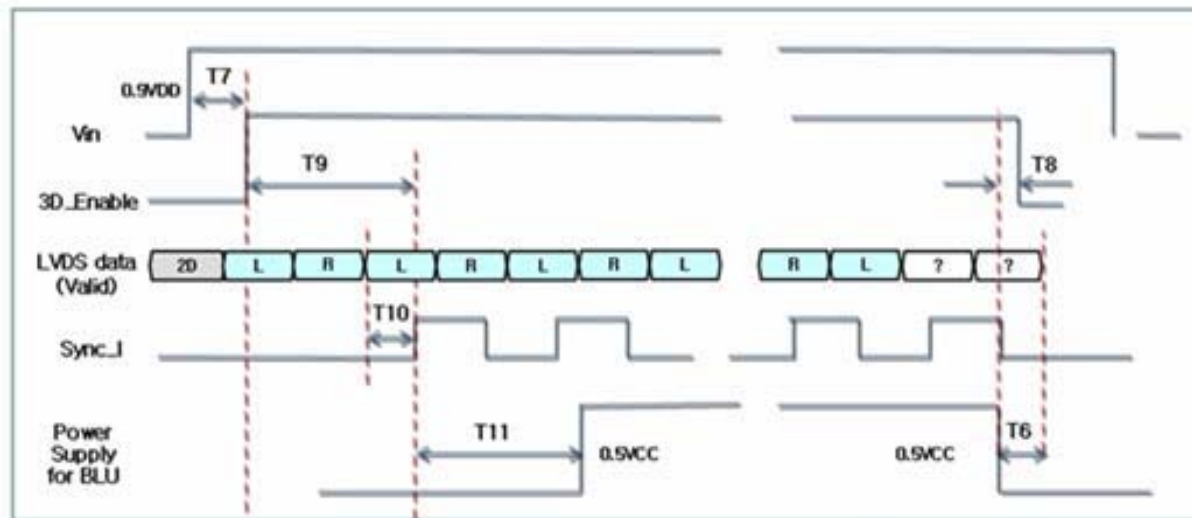 T7
0.9VDD
Vin
T9
T8
3D_Enable
LVDS data
(Valid)
2D L R L R L R L R L ? ?
T10
Sync_I
Power
Supply
for BLU
T11
0.5VCC
0.5VCC
T6